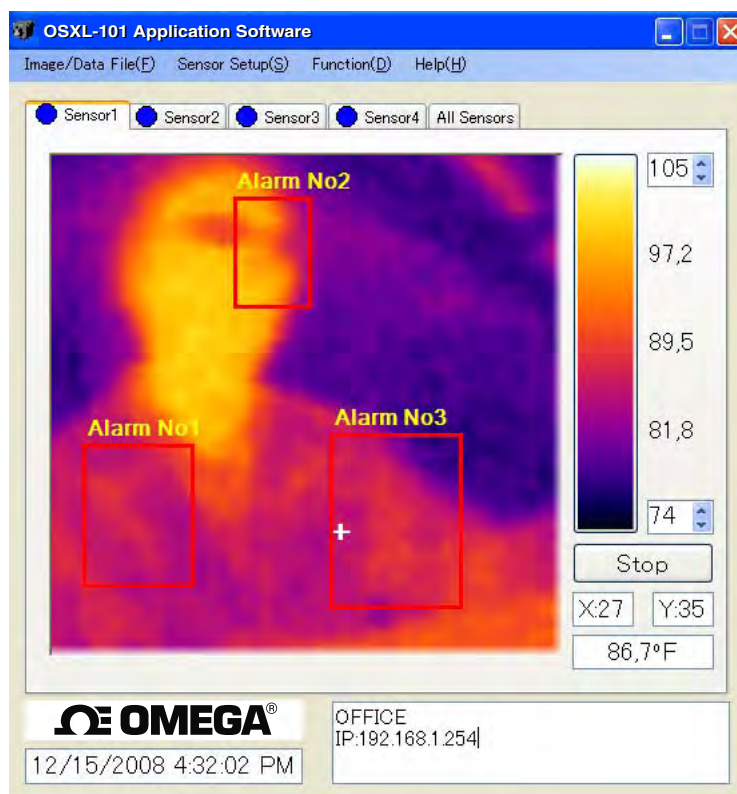 OSXL-101 Application Software
Image/Data File(F) Sensor Setup(S) Function(D) Help(H)
Sensor1 Sensor2 Sensor3 Sensor4 All Sensors
Alarm No2
Alarm No1
Alarm No3
105
97,2
89,5
81,8
74
Stop
X:27 Y:35
86,7°F
ΩE OMEGA®
OFFICE
IP:192.168.1.254
12/15/2008 4:32:02 PM